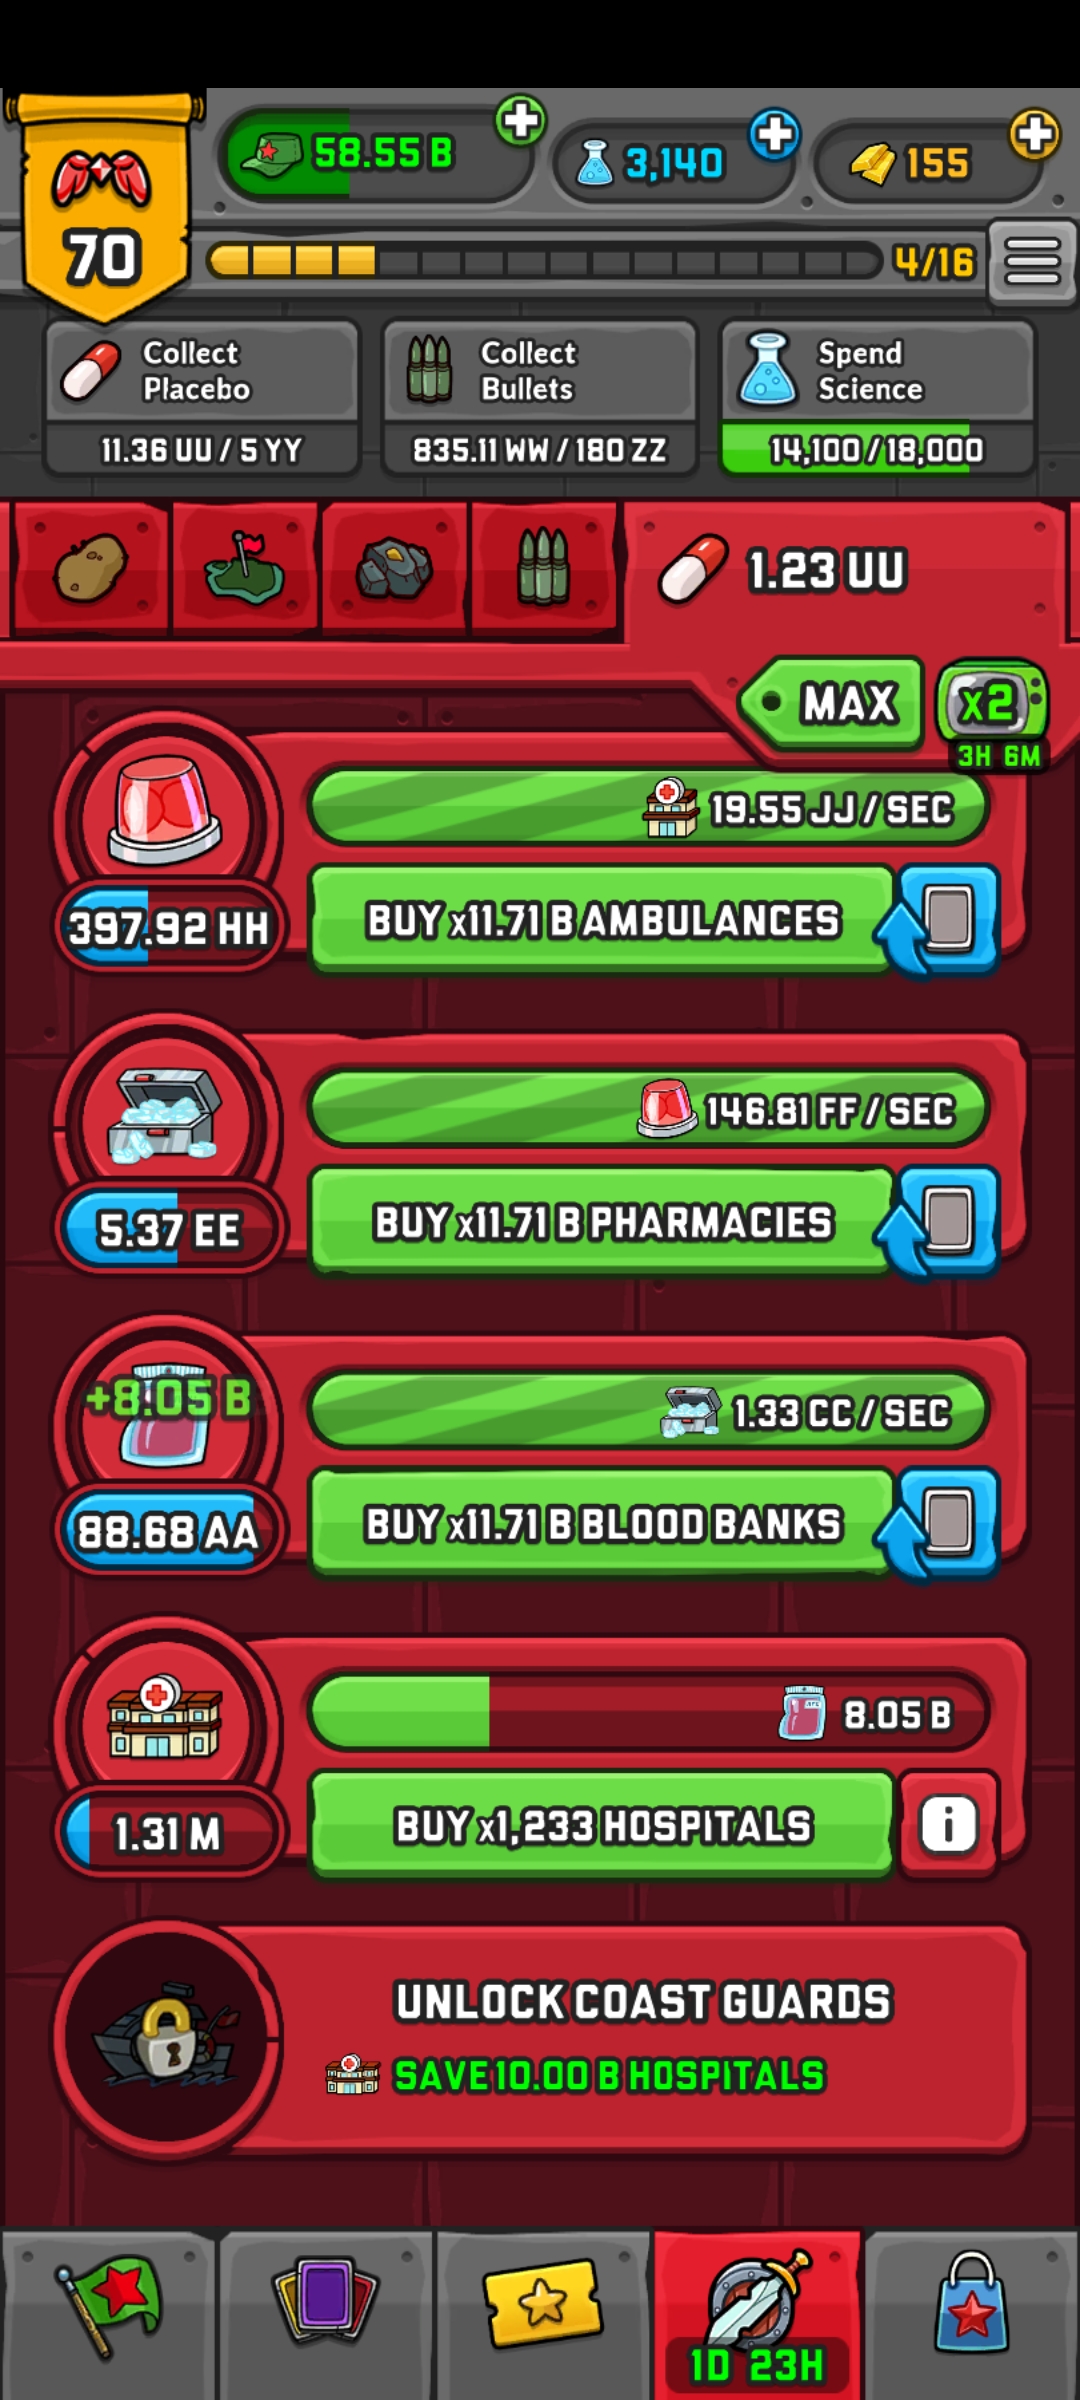 58.55 B
3,140
155
70
4/16
Collect
Placebo
11.36 UU / 5 YY
Collect
Bullets
835.11 WW / 180 ZZ
Spend
Science
14,100 / 18,000
1.23 UU
MAX
x2
3H 6M
19.55 JJ / SEC
397.92 HH
BUY x11.71 B AMBULANCES
146.81 FF / SEC
5.37 EE
BUY x11.71 B PHARMACIES
+8.05 B
1.33 CC / SEC
88.68 AA
BUY x11.71 B BLOOD BANKS
8.05 B
1.31 M
BUY x1,233 HOSPITALS
i
UNLOCK COAST GUARDS
SAVE 10.00 B HOSPITALS
1D 23H